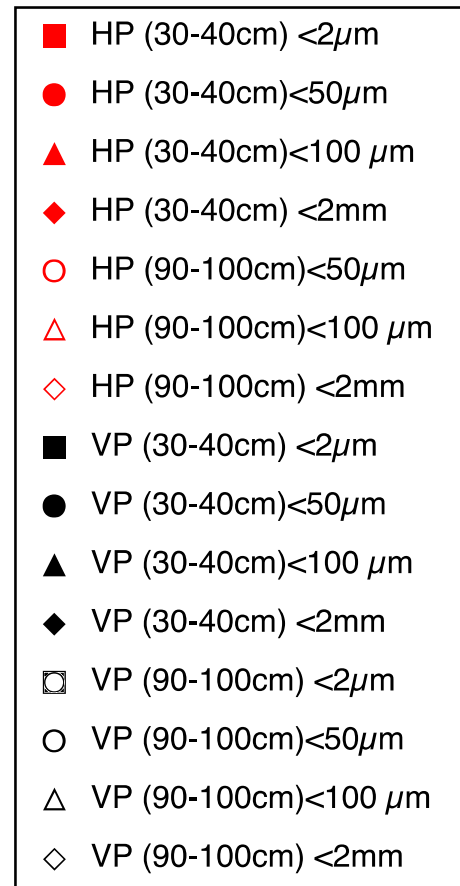 HP (30-40cm) <2µm
HP (30-40cm)<50µm
HP (30-40cm)<100 µm
HP (30-40cm) <2mm
HP (90-100cm)<50µm
HP (90-100cm)<100 µm
HP (90-100cm) <2mm
VP (30-40cm) <2µm
VP (30-40cm)<50µm
VP (30-40cm)<100 µm
VP (30-40cm) <2mm
VP (90-100cm) <2µm
VP (90-100cm)<50µm
VP (90-100cm)<100 µm
VP (90-100cm) <2mm